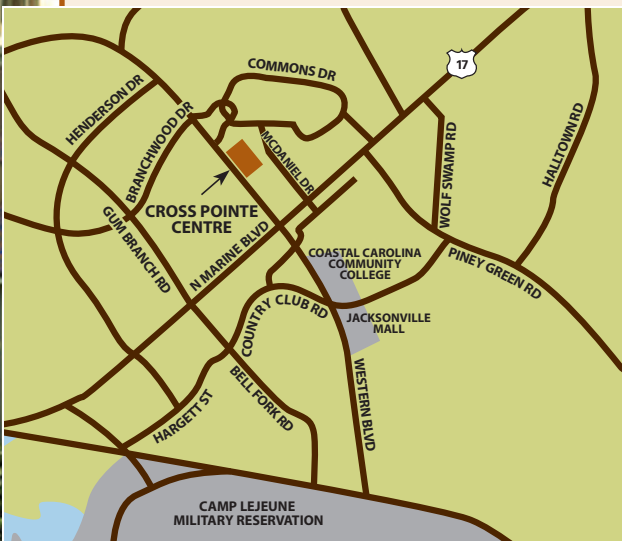 COMMONS DR
17
HENDERSON DR
BRANCHWOOD DR
HALLTOWN RD
MCDANIEL DR
WOLF SWAMP RD
CROSS POINTE
CENTRE
GUM BRANCH RD
N MARINE BLVD
COASTAL CAROLINA
COMMUNITY
COLLEGE
PINEY GREEN RD
COUNTRY CLUB RD
JACKSONVILLE
MALL
WESTERN BLVD
BELL FORK RD
HARGETT ST
CAMP LEJEUNE
MILITARY RESERVATION